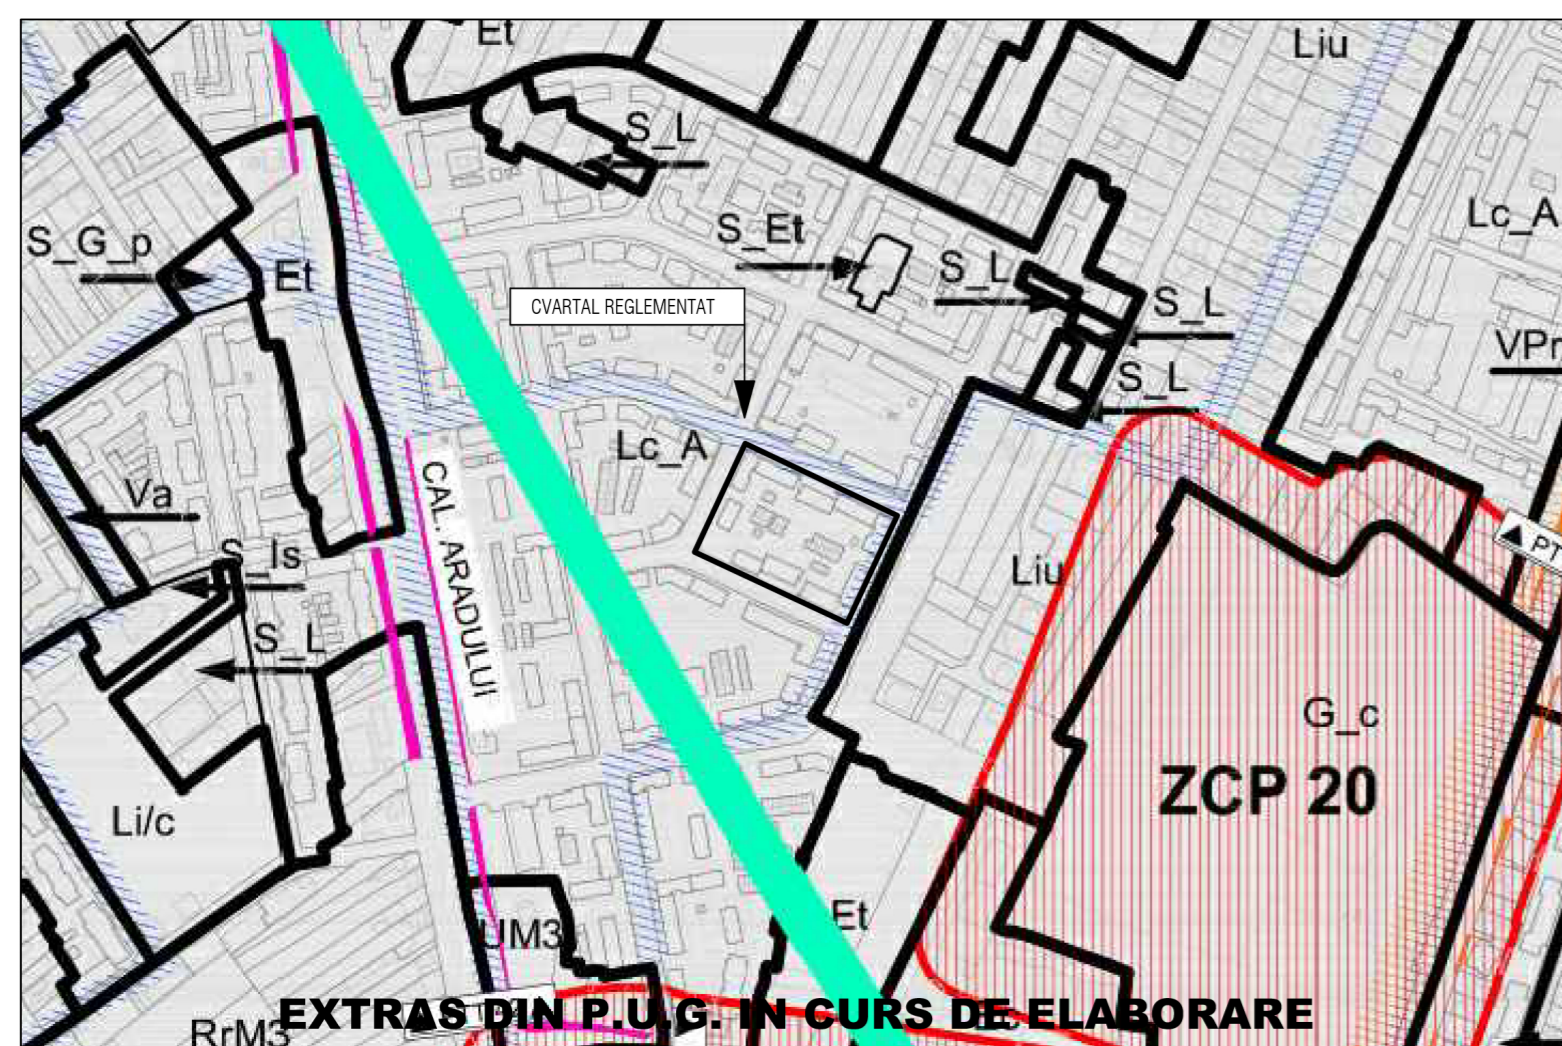 Et
Liu
S_L
Lc_A
S_G_p
S_Et
Et
S_L
S_L
CVARTAL REGLEMENTAT
VPr
S_L
Lc_A
CAL. ARADULUI
Va
PT
S_Is
Liu
S_L
G_c
ZCP 20
Li/c
Et
UM3
EXTRAS DIN P.U.G. IN CURS DE ELABORARE
RrM3